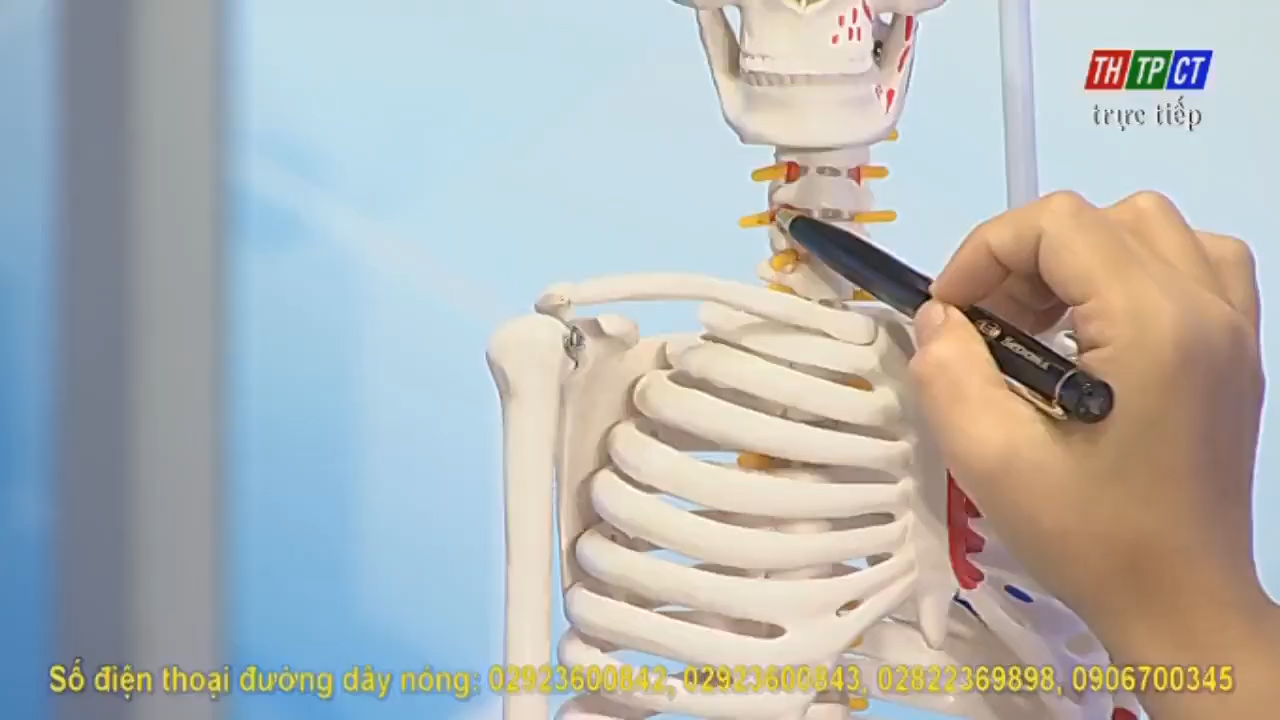 THTPCT
trực tiếp
Số điện thoại đường dây nóng: 02923600842, 02923600843, 02822369898, 0906700345